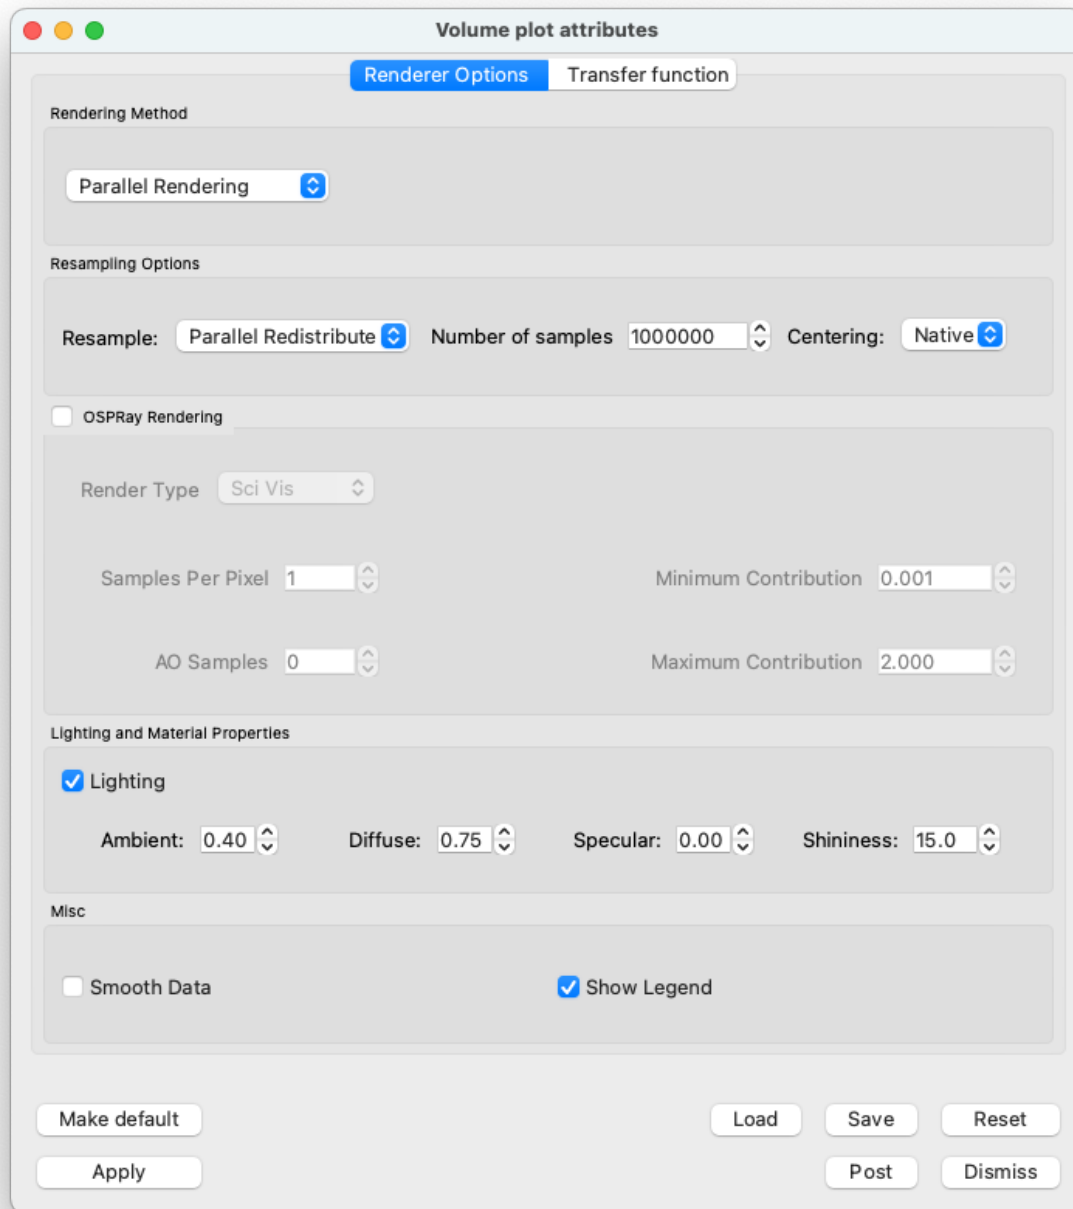 Volume plot attributes
Renderer Options Transfer function
Rendering Method
Parallel Rendering
Resampling Options
Resample: Parallel Redistribute Number of samples 1000000 Centering: Native
OSPRay Rendering
Render Type Sci Vis
Samples Per Pixel 1 Minimum Contribution 0.001
AO Samples 0 Maximum Contribution 2.000
Lighting and Material Properties
Lighting
Ambient: 0.40 Diffuse: 0.75 Specular: 0.00 Shininess: 15.0
Misc
Smooth Data Show Legend
Make default Load Save Reset
Apply Post Dismiss